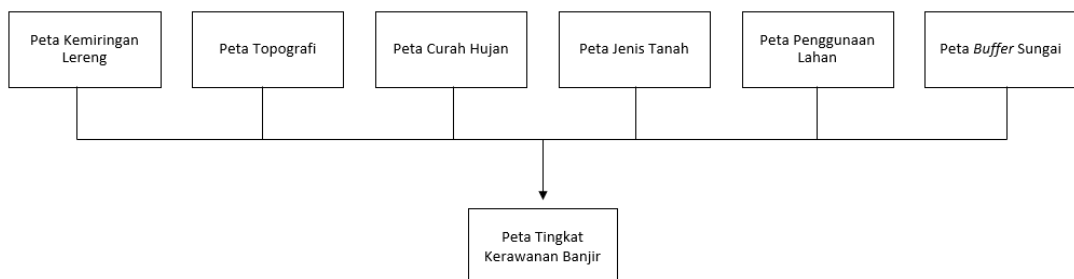 Peta Kemiringan
Lereng
Peta Topografi
Peta Curah Hujan
Peta Jenis Tanah
Peta Penggunaan
Lahan
Peta Buffer Sungai
Peta Tingkat
Kerawanan Banjir